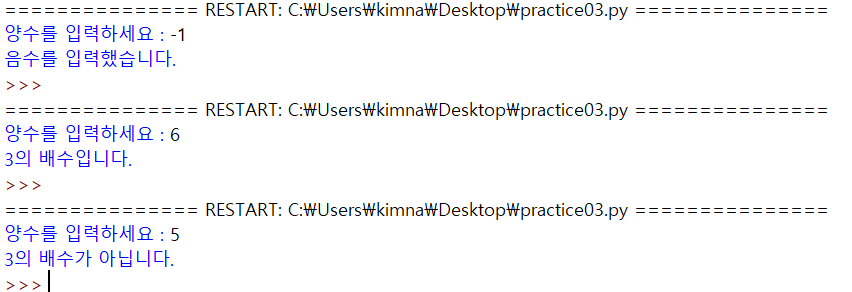 =============== RESTART: C:₩Users₩kimna₩Desktop₩practice03.py ===============
양수를 입력하세요 : -1
음수를 입력했습니다.
>>>
=============== RESTART: C:₩Users₩kimna₩Desktop₩practice03.py ===============
양수를 입력하세요 : 6
3의 배수입니다.
>>>
=============== RESTART: C:₩Users₩kimna₩Desktop₩practice03.py ===============
양수를 입력하세요 : 5
3의 배수가 아닙니다.
>>>